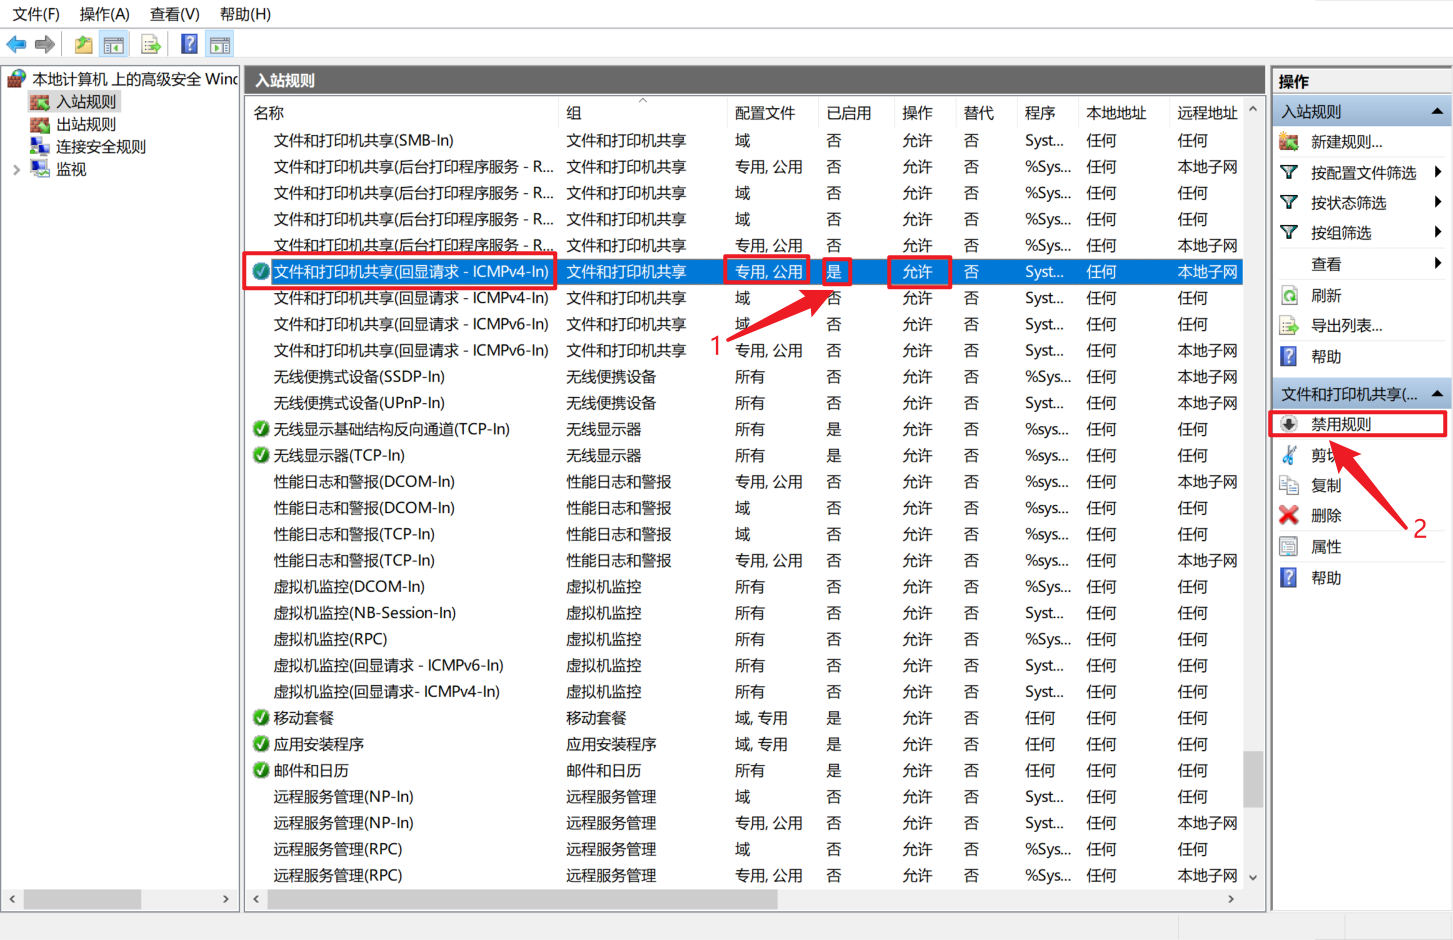 文件(F) 操作(A) 查看(V) 帮助(H)
本地计算机 上的高级安全 Wind
入站规则
出站规则
连接安全规则
监视
入站规则
名称 组 配置文件 已启用 操作 替代 程序 本地地址 远程地址
文件和打印机共享(SMB-In) 文件和打印机共享 域 否 允许 否 Syst... 任何 任何
文件和打印机共享(后台打印程序服务 - R... 文件和打印机共享 专用, 公用 否 允许 否 %Sys... 任何 本地子网
文件和打印机共享(后台打印程序服务 - R... 文件和打印机共享 域 否 允许 否 %Sys... 任何 任何
文件和打印机共享(后台打印程序服务 - R... 文件和打印机共享 域 否 允许 否 %Sys... 任何 任何
文件和打印机共享(后台打印程序服务 - R... 文件和打印机共享 专用, 公用 否 允许 否 %Sys... 任何 本地子网
文件和打印机共享(回显请求 - ICMPv4-In) 文件和打印机共享 专用, 公用 是 允许 否 Syst... 任何 本地子网
文件和打印机共享(回显请求 - ICMPv4-In) 文件和打印机共享 域 否 允许 否 Syst... 任何 任何
文件和打印机共享(回显请求 - ICMPv6-In) 文件和打印机共享 域 否 允许 否 Syst... 任何 任何
文件和打印机共享(回显请求 - ICMPv6-In) 文件和打印机共享 专用, 公用 否 允许 否 Syst... 任何 本地子网
无线便携式设备(SSDP-In) 无线便携设备 所有 否 允许 否 %Sys... 任何 本地子网
无线便携式设备(UPnP-In) 无线便携设备 所有 否 允许 否 Syst... 任何 本地子网
无线显示基础结构反向通道(TCP-In) 无线显示器 所有 是 允许 否 %sys... 任何 任何
无线显示器(TCP-In) 无线显示器 所有 是 允许 否 %sys... 任何 任何
性能日志和警报(DCOM-In) 性能日志和警报 专用, 公用 否 允许 否 %sys... 任何 本地子网
性能日志和警报(DCOM-In) 性能日志和警报 域 否 允许 否 %sys... 任何 任何
性能日志和警报(TCP-In) 性能日志和警报 域 否 允许 否 %sys... 任何 任何
性能日志和警报(TCP-In) 性能日志和警报 专用, 公用 否 允许 否 %sys... 任何 本地子网
虚拟机监控(DCOM-In) 虚拟机监控 所有 否 允许 否 %Sys... 任何 任何
虚拟机监控(NB-Session-In) 虚拟机监控 所有 否 允许 否 Syst... 任何 任何
虚拟机监控(RPC) 虚拟机监控 所有 否 允许 否 %Sys... 任何 任何
虚拟机监控(回显请求 - ICMPv6-In) 虚拟机监控 所有 否 允许 否 Syst... 任何 任何
虚拟机监控(回显请求- ICMPv4-In) 虚拟机监控 所有 否 允许 否 Syst... 任何 任何
移动套餐 移动套餐 域, 专用 是 允许 否 任何 任何 任何
应用安装程序 应用安装程序 域, 专用 是 允许 否 任何 任何 任何
邮件和日历 邮件和日历 所有 是 允许 否 任何 任何 任何
远程服务管理(NP-In) 远程服务管理 域 否 允许 否 Syst... 任何 任何
远程服务管理(NP-In) 远程服务管理 专用, 公用 否 允许 否 Syst... 任何 本地子网
远程服务管理(RPC) 远程服务管理 域 否 允许 否 %Sys... 任何 任何
远程服务管理(RPC) 远程服务管理 专用, 公用 否 允许 否 %Sys... 任何 本地子网
1
操作
入站规则
新建规则...
按配置文件筛选
按状态筛选
按组筛选
查看
刷新
导出列表...
帮助
文件和打印机共享(...
禁用规则
剪切
复制
删除
2
属性
帮助